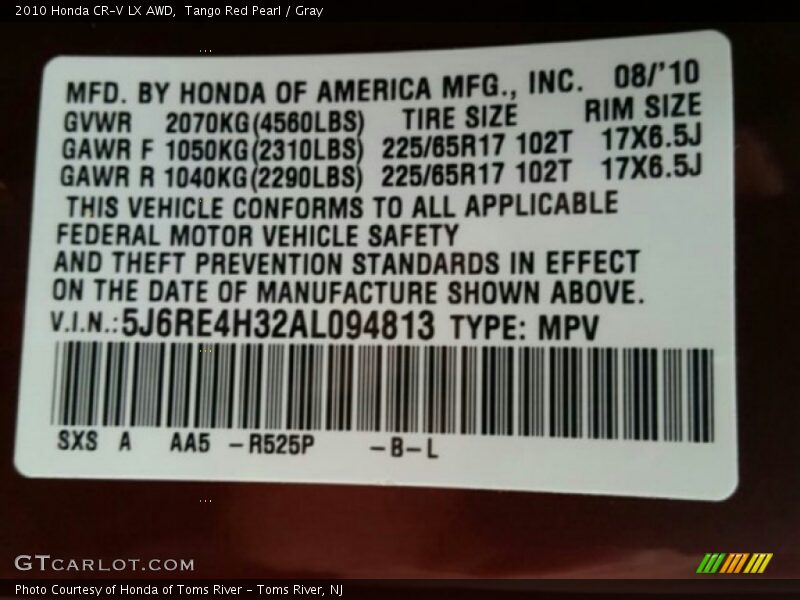 2010 Honda CR-V LX AWD,  Tango Red Pearl / Gray
MFD. BY HONDA OF AMERICA MFG., INC. 08/'10
GVWR 2070KG(4560LBS) TIRE SIZE RIM SIZE
GAWR F 1050KG(2310LBS) 225/65R17 102T 17X6.5J
GAWR R 1040KG(2290LBS) 225/65R17 102T 17X6.5J
THIS VEHICLE CONFORMS TO ALL APPLICABLE
FEDERAL MOTOR VEHICLE SAFETY
AND THEFT PREVENTION STANDARDS IN EFFECT
ON THE DATE OF MANUFACTURE SHOWN ABOVE.
V.I.N.: 5J6RE4H32AL094813 TYPE: MPV
SXS A AA5 -R525P -B-L
GTCARLOT.COM
Photo Courtesy of Honda of Toms River - Toms River, NJ